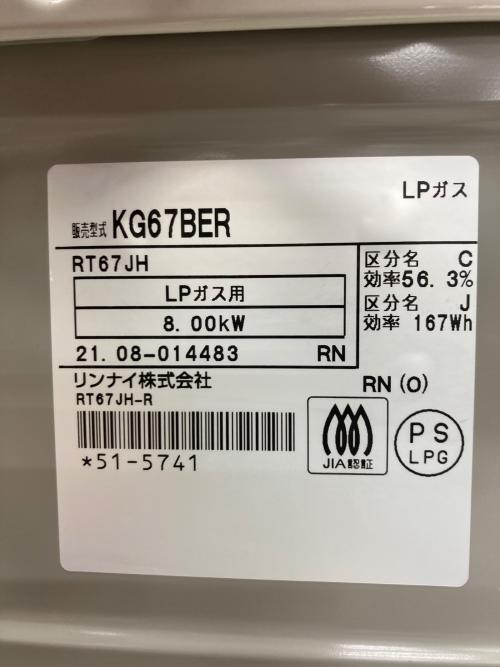 LPガス
販売型式 KG67BER
RT67JH
LPガス用
8.00kW
21.08-014483 RN
区分名 C
効率56.3%
区分名 J
効率 167Wh
リンナイ株式会社
RN (O)
RT67JH-R
*51-5741
JIA認証
PS
LPG